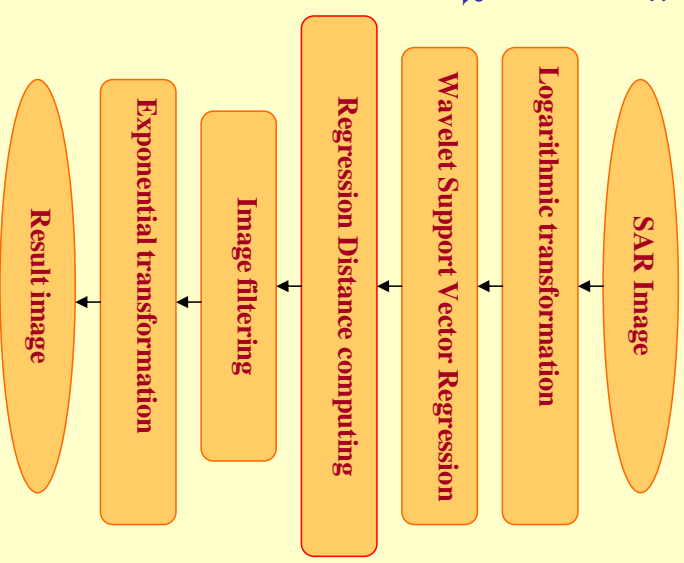 SAR Image
Logarithmic transformation
Wavelet Support Vector Regression
Regression Distance computing
Image filtering
Exponential transformation
Result image